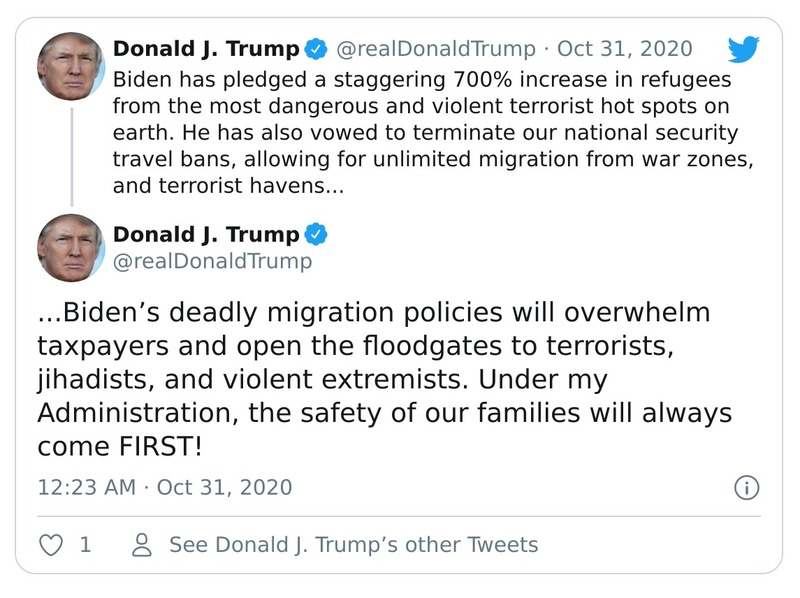 Donald J. Trump @realDonaldTrump · Oct 31, 2020
Biden has pledged a staggering 700% increase in refugees
from the most dangerous and violent terrorist hot spots on
earth. He has also vowed to terminate our national security
travel bans, allowing for unlimited migration from war zones,
and terrorist havens...
Donald J. Trump
@realDonaldTrump
...Biden’s deadly migration policies will overwhelm
taxpayers and open the floodgates to terrorists,
jihadists, and violent extremists. Under my
Administration, the safety of our families will always
come FIRST!
12:23 AM · Oct 31, 2020
1 See Donald J. Trump’s other Tweets